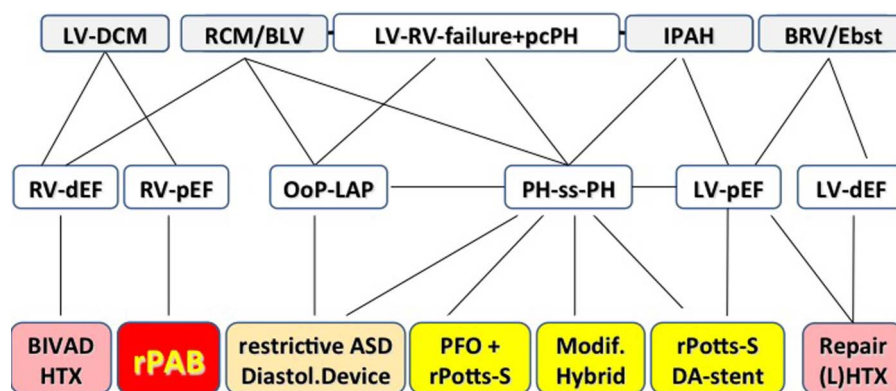 LV-DCM
RCM/BLV
LV-RV-failure+pcPH
IPAH
BRV/Ebst
RV-dEF
RV-pEF
OoP-LAP
PH-ss-PH
LV-pEF
LV-dEF
BIVAD
HTX
rPAB
restrictive ASD
Diastol.Device
PFO +
rPotts-S
Modif.
Hybrid
rPotts-S
DA-stent
Repair
(L)HTX